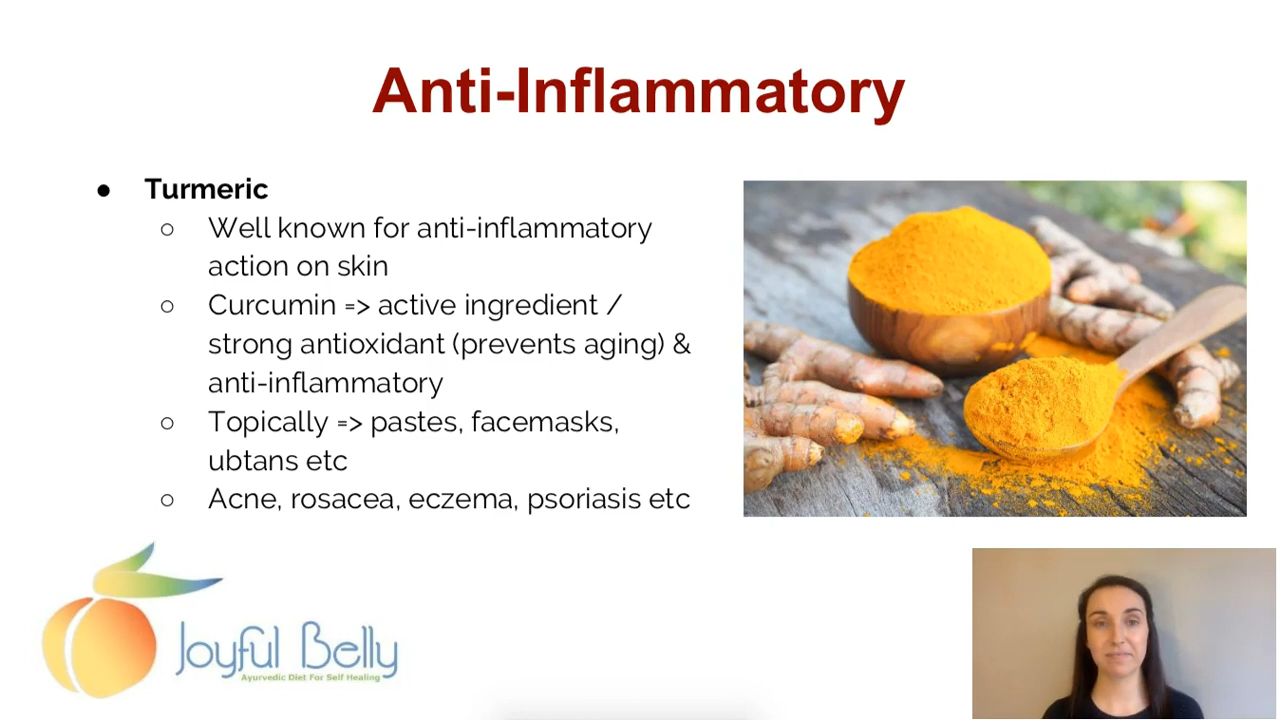 Anti-Inflammatory
● Turmeric
○ Well known for anti-inflammatory
action on skin
○ Curcumin => active ingredient /
strong antioxidant (prevents aging) &
anti-inflammatory
○ Topically => pastes, facemasks,
ubtans etc
○ Acne, rosacea, eczema, psoriasis etc
Joyful Belly
Ayurvedic Diet For Self Healing